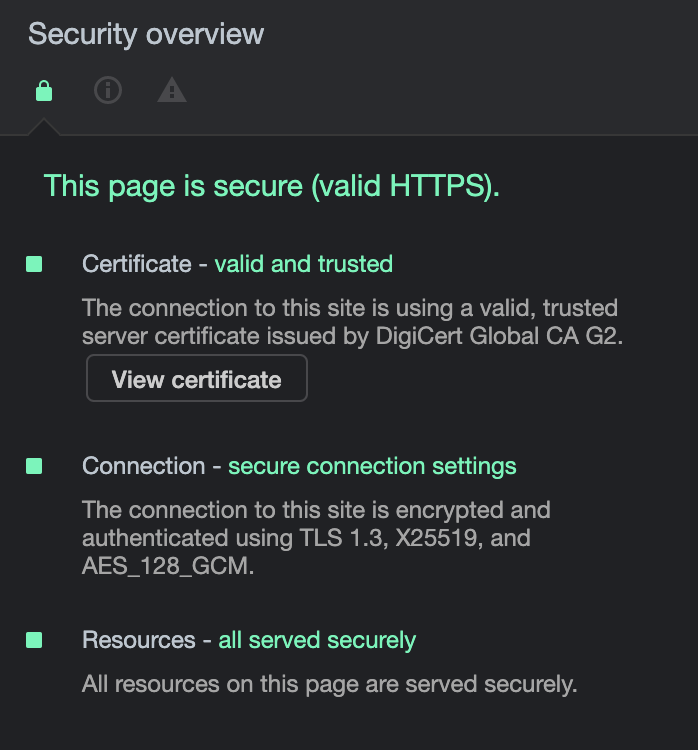 Security overview
This page is secure (valid HTTPS).
Certificate - valid and trusted
The connection to this site is using a valid, trusted
server certificate issued by DigiCert Global CA G2.
View certificate
Connection - secure connection settings
The connection to this site is encrypted and
authenticated using TLS 1.3, X25519, and
AES_128_GCM.
Resources - all served securely
All resources on this page are served securely.